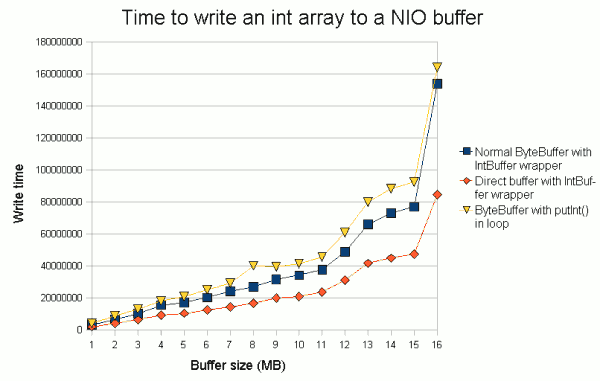 Time to write an int array to a NIO buffer
180000000
160000000
140000000
120000000
100000000
80000000
60000000
40000000
20000000
0
Write time
1 2 3 4 5 6 7 8 9 10 11 12 13 14 15 16
Buffer size (MB)
Normal ByteBuffer with
IntBuffer wrapper
Direct buffer with IntBuf-
fer wrapper
ByteBuffer with putInt()
in loop